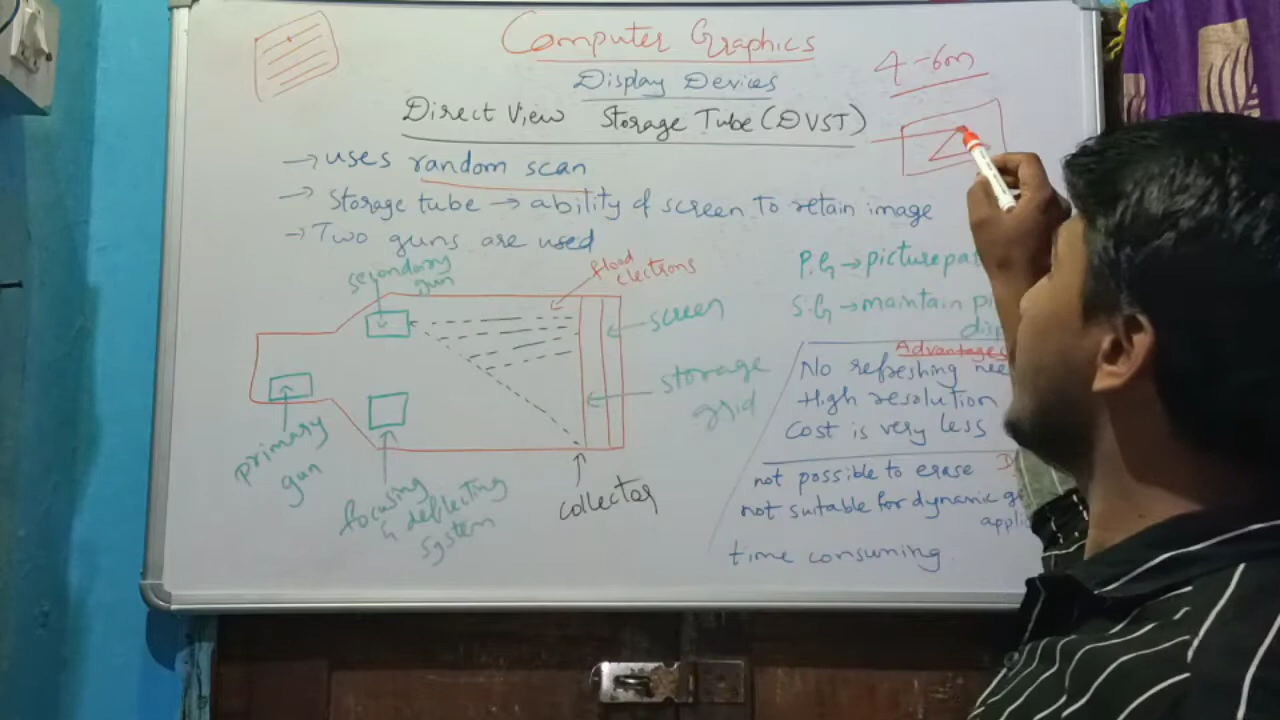 Computer Graphics
4-6m
Display Devices
Direct View Storage Tube (DVST)
→ uses random scan
→ storage tube → ability of screen to retain image
→ Two guns are used
secondary gun
flood electrons
P.G → picture pa
S.G → maintain pi
disp
screen
storage grid
primary gun
focusing & deflecting system
collector
Advantages
No refreshing nee
High resolution
Cost is very less
D
not possible to erase
not suitable for dynamic g
appli
time consuming